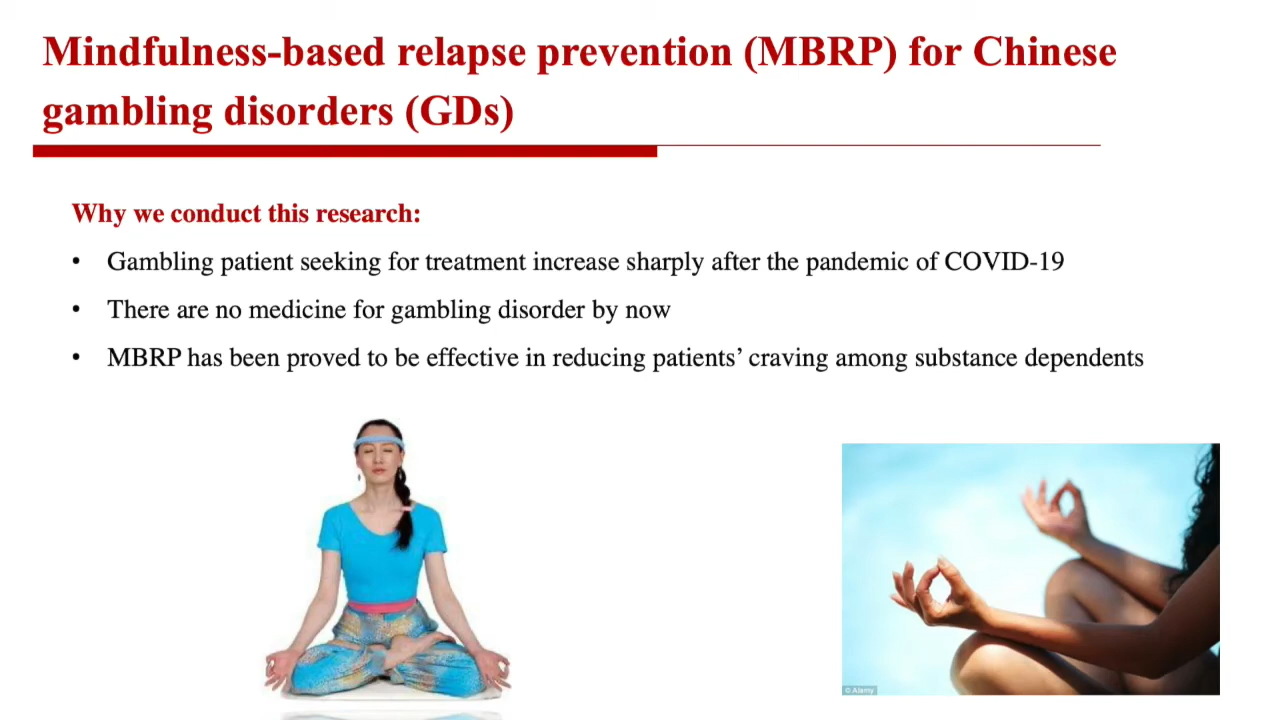 Mindfulness-based relapse prevention (MBRP) for Chinese
gambling disorders (GDs)
Why we conduct this research:
• Gambling patient seeking for treatment increase sharply after the pandemic of COVID-19
• There are no medicine for gambling disorder by now
• MBRP has been proved to be effective in reducing patients’ craving among substance dependents
© Alamy